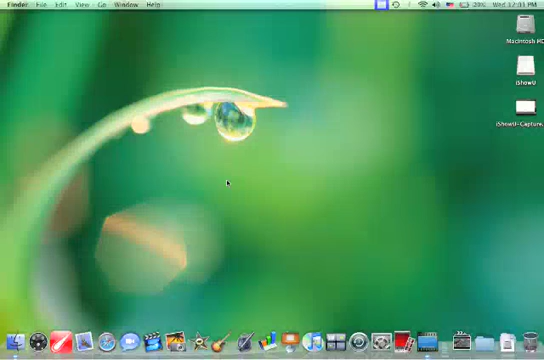 Finder File Edit View Go Window Help
Wed 12:31 PM
Macintosh HD
iShowU
iShowU-Capture